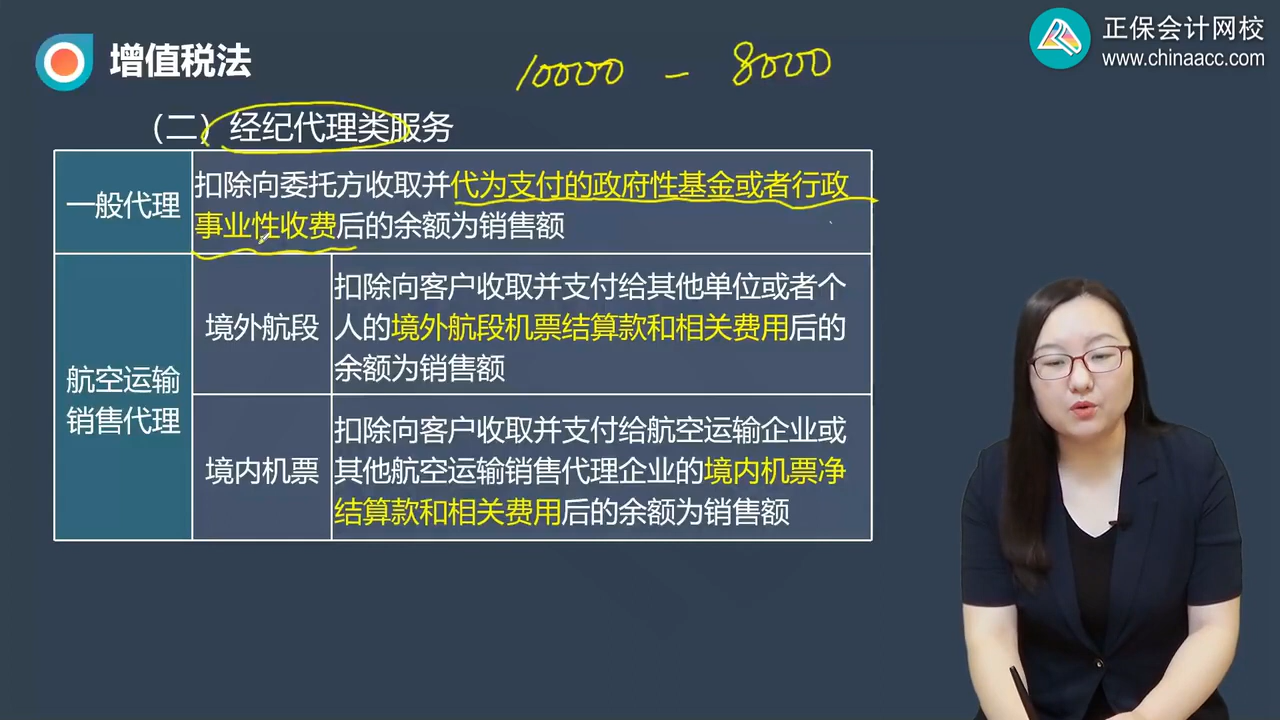 增值税法
10000 - 8000
正保会计网校
www.chinaacc.com
（二）经纪代理类服务
一般代理
扣除向委托方收取并代为支付的政府性基金或者行政
事业性收费后的余额为销售额
航空运输
销售代理
境外航段
扣除向客户收取并支付给其他单位或者个
人的境外航段机票结算款和相关费用后的
余额为销售额
境内机票
扣除向客户收取并支付给航空运输企业或
其他航空运输销售代理企业的境内机票净
结算款和相关费用后的余额为销售额